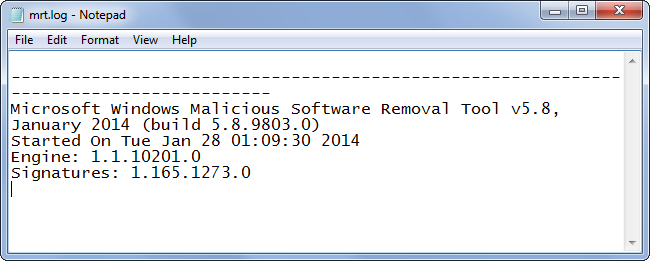 mrt.log - Notepad
File Edit Format View Help
-------------------------------------------------------------
--------------------------
Microsoft Windows Malicious Software Removal Tool v5.8,
January 2014 (build 5.8.9803.0)
Started On Tue Jan 28 01:09:30 2014
Engine: 1.1.10201.0
Signatures: 1.165.1273.0